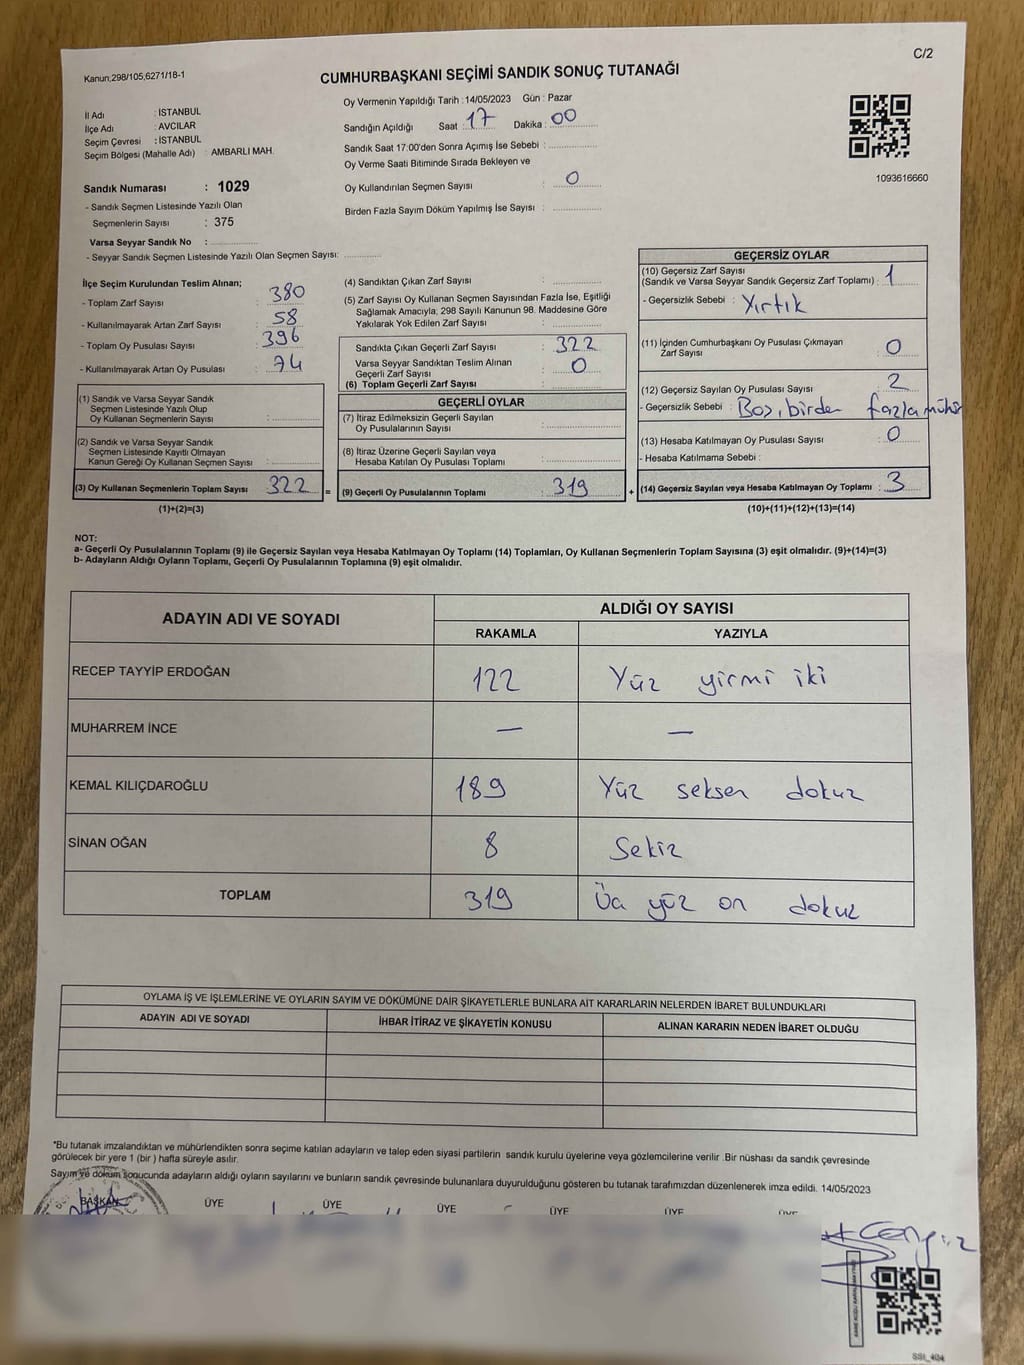 C/2
Kanun:298/105,6271/18-1
CUMHURBAŞKANI SEÇİMİ SANDIK SONUÇ TUTANAĞI
İl Adı : İSTANBUL
İlçe Adı : AVCILAR
Seçim Çevresi : İSTANBUL
Seçim Bölgesi (Mahalle Adı) : AMBARLI MAH.
Sandık Numarası : 1029
- Sandık Seçmen Listesinde Yazılı Olan
Seçmenlerin Sayısı : 375
Varsa Seyyar Sandık No :
- Seyyar Sandık Seçmen Listesinde Yazılı Olan Seçmen Sayısı:
Oy Vermenin Yapıldığı Tarih : 14/05/2023 Gün : Pazar
Sandığın Açıldığı Saat : 17 Dakika : 00
Sandık Saat 17:00'den Sonra Açımış İse Sebebi :
Oy Verme Saati Bitiminde Sırada Bekleyen ve
Oy Kullandırılan Seçmen Sayısı : 0
Birden Fazla Sayım Döküm Yapılmış İse Sayısı :
1093616660
İlçe Seçim Kurulundan Teslim Alınan;
- Toplam Zarf Sayısı : 380
- Kullanılmayarak Artan Zarf Sayısı : 58
- Toplam Oy Pusulası Sayısı : 396
- Kullanılmayarak Artan Oy Pusulası : 74
(1) Sandık ve Varsa Seyyar Sandık
Seçmen Listesinde Yazılı Olup
Oy Kullanan Seçmenlerin Sayısı :
(2) Sandık ve Varsa Seyyar Sandık
Seçmen Listesinde Kayıtlı Olmayan
Kanun Gereği Oy Kullanan Seçmen Sayısı :
(3) Oy Kullanan Seçmenlerin Toplam Sayısı : 322 =
(1)+(2)=(3)
(4) Sandıktan Çıkan Zarf Sayısı :
(5) Zarf Sayısı Oy Kullanan Seçmen Sayısından Fazla İse, Eşitliği
Sağlamak Amacıyla; 298 Sayılı Kanunun 98. Maddesine Göre
Yakılarak Yok Edilen Zarf Sayısı :
Sandıkta Çıkan Geçerli Zarf Sayısı : 322
Varsa Seyyar Sandıktan Teslim Alınan
Geçerli Zarf Sayısı : 0
(6) Toplam Geçerli Zarf Sayısı :
GEÇERLİ OYLAR
(7) İtiraz Edilmeksizin Geçerli Sayılan
Oy Pusulalarının Sayısı :
(8) İtiraz Üzerine Geçerli Sayılan veya
Hesaba Katılan Oy Pusulası Toplamı :
(9) Geçerli Oy Pusulalarının Toplamı : 319 +
GEÇERSİZ OYLAR
(10) Geçersiz Zarf Sayısı
(Sandık ve Varsa Seyyar Sandık Geçersiz Zarf Toplamı) : 1
- Geçersizlik Sebebi : Yırtık
(11) İçinden Cumhurbaşkanı Oy Pusulası Çıkmayan
Zarf Sayısı : 0
(12) Geçersiz Sayılan Oy Pusulası Sayısı : 2
- Geçersizlik Sebebi : Boş, birden fazla mühür
(13) Hesaba Katılmayan Oy Pusulası Sayısı : 0
- Hesaba Katılmama Sebebi :
(14) Geçersiz Sayılan veya Hesaba Katılmayan Oy Toplamı : 3
(10)+(11)+(12)+(13)=(14)
NOT:
a- Geçerli Oy Pusulalarının Toplamı (9) ile Geçersiz Sayılan veya Hesaba Katılmayan Oy Toplamı (14) Toplamları, Oy Kullanan Seçmenlerin Toplam Sayısına (3) eşit olmalıdır. (9)+(14)=(3)
b- Adayların Aldığı Oyların Toplamı, Geçerli Oy Pusulalarının Toplamına (9) eşit olmalıdır.
ADAYIN ADI VE SOYADI
ALDIĞI OY SAYISI
RAKAMLA YAZIYLA
RECEP TAYYİP ERDOĞAN 122 Yüz yirmi iki
MUHARREM İNCE — —
KEMAL KILIÇDAROĞLU 189 Yüz seksen dokuz
SİNAN OĞAN 8 Sekiz
TOPLAM 319 Üç yüz on dokuz
OYLAMA İŞ VE İŞLEMLERİNE VE OYLARIN SAYIM VE DÖKÜMÜNE DAİR ŞİKAYETLERLE BUNLARA AİT KARARLARIN NELERDEN İBARET BULUNDUKLARI
ADAYIN ADI VE SOYADI İHBAR İTİRAZ VE ŞİKAYETİN KONUSU ALINAN KARARIN NEDEN İBARET OLDUĞU
*Bu tutanak imzalandıktan ve mühürlendikten sonra seçime katılan adayların ve talep eden siyasi partilerin sandık kurulu üyelerine veya gözlemcilerine verilir .Bir nüshası da sandık çevresinde
görülecek bir yere 1 (bir ) hafta süreyle asılır.
Sayım ve döküm sonucunda adayların aldığı oyların sayılarını ve bunların sandık çevresinde bulunanlara duyurulduğunu gösteren bu tutanak tarafımızdan düzenlenerek imza edildi. 14/05/2023
BAŞKAN ÜYE ÜYE ÜYE ÜYE ÜYE ÜYE
Cengiz
SSI_404